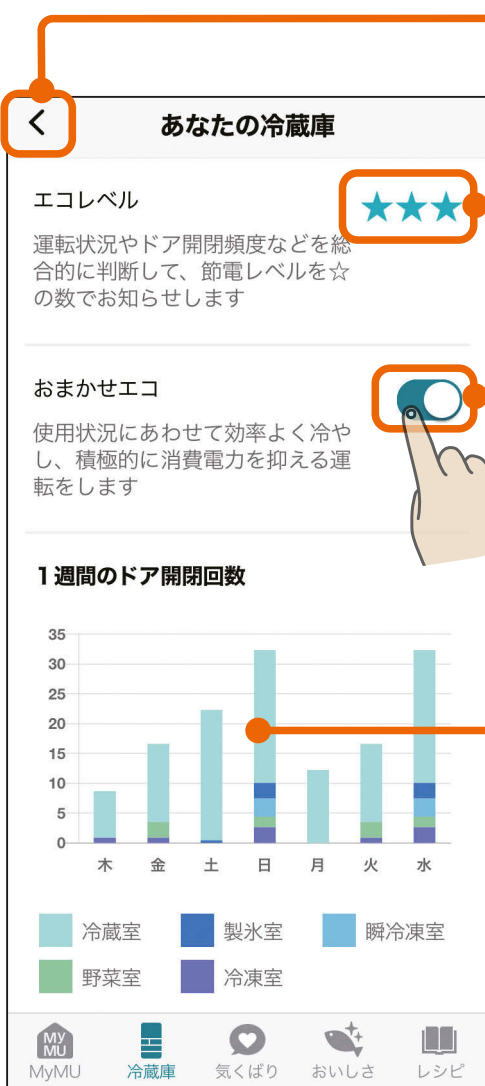 あなたの冷蔵庫
エコレベル
★★★
運転状況やドア開閉頻度などを総
合的に判断して、節電レベルを☆
の数でお知らせします
おまかせエコ
使用状況にあわせて効率よく冷や
し、積極的に消費電力を抑える運
転をします
1週間のドア開閉回数
35
30
25
20
15
10
5
0
木 金 土 日 月 火 水
冷蔵室 製氷室 瞬冷凍室
野菜室 冷凍室
MY
MU
MyMU 冷蔵庫 気くばり おいしさ レシピ